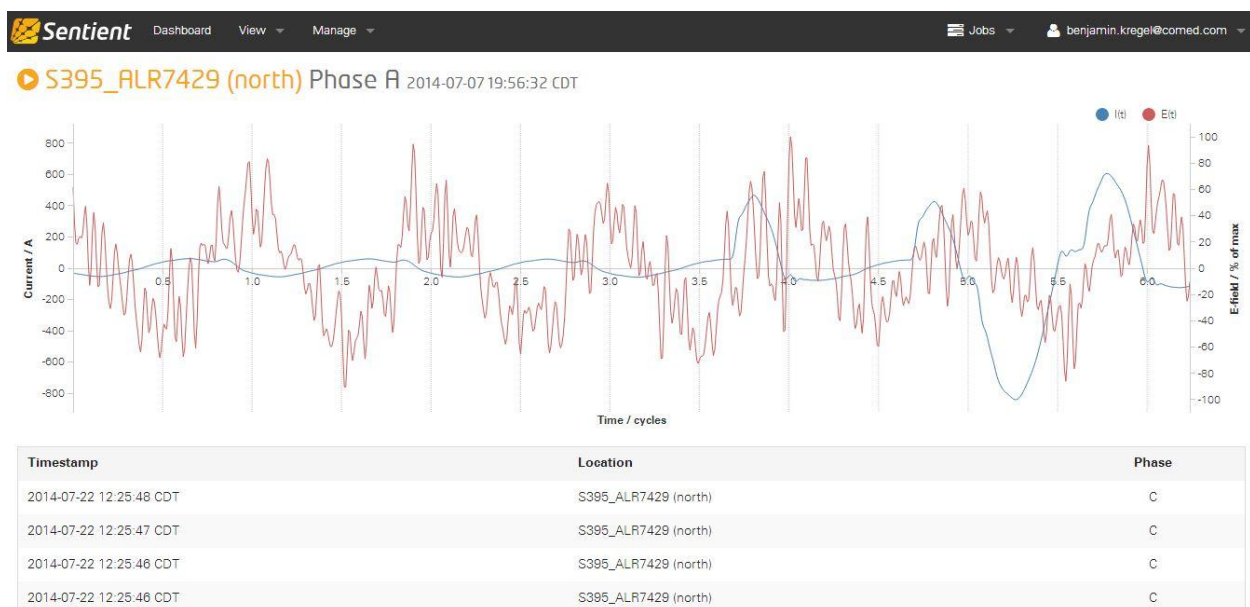 Sentient Dashboard View Manage Jobs benjamin.kregel@comed.com
S395_ALR7429 (north) Phase A 2014-07-07 19:56:32 CDT
I(t) E(t)
800
600
400
200
0
-200
-400
-600
-800
Current / A
0.5 1.0 1.5 2.0 2.5 3.0 3.5 4.0 4.5 5.0 5.5 6.0
100
80
60
40
20
0
-20
-40
-60
-80
-100
E-field / % of max
Time / cycles
Timestamp Location Phase
2014-07-22 12:25:48 CDT S395_ALR7429 (north) C
2014-07-22 12:25:47 CDT S395_ALR7429 (north) C
2014-07-22 12:25:46 CDT S395_ALR7429 (north) C
2014-07-22 12:25:46 CDT S395_ALR7429 (north) C